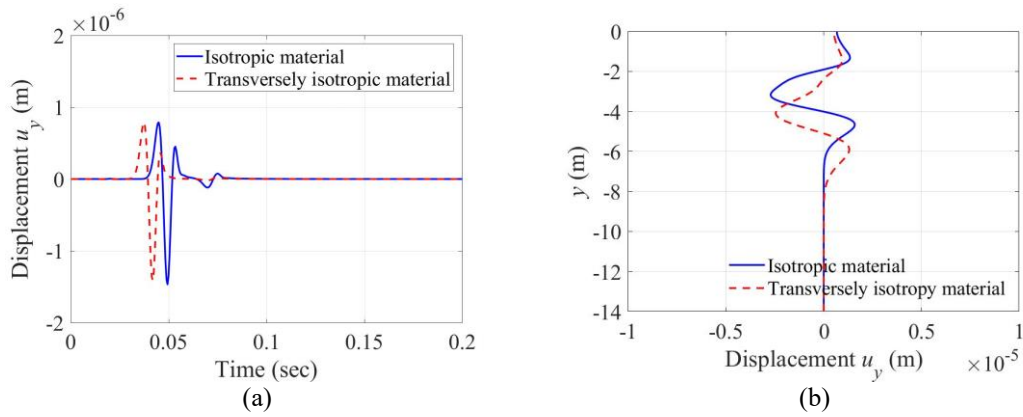 ×10⁻⁶
2
1
0
-1
-2
Displacement u_y (m)
Isotropic material
Transversely isotropic material
0
0.05
0.1
0.15
0.2
Time (sec)
(a)
0
-2
-4
-6
-8
-10
-12
-14
y (m)
Isotropic material
Transversely isotropy material
-1
-0.5
0
0.5
1
Displacement u_y (m)
×10⁻⁵
(b)